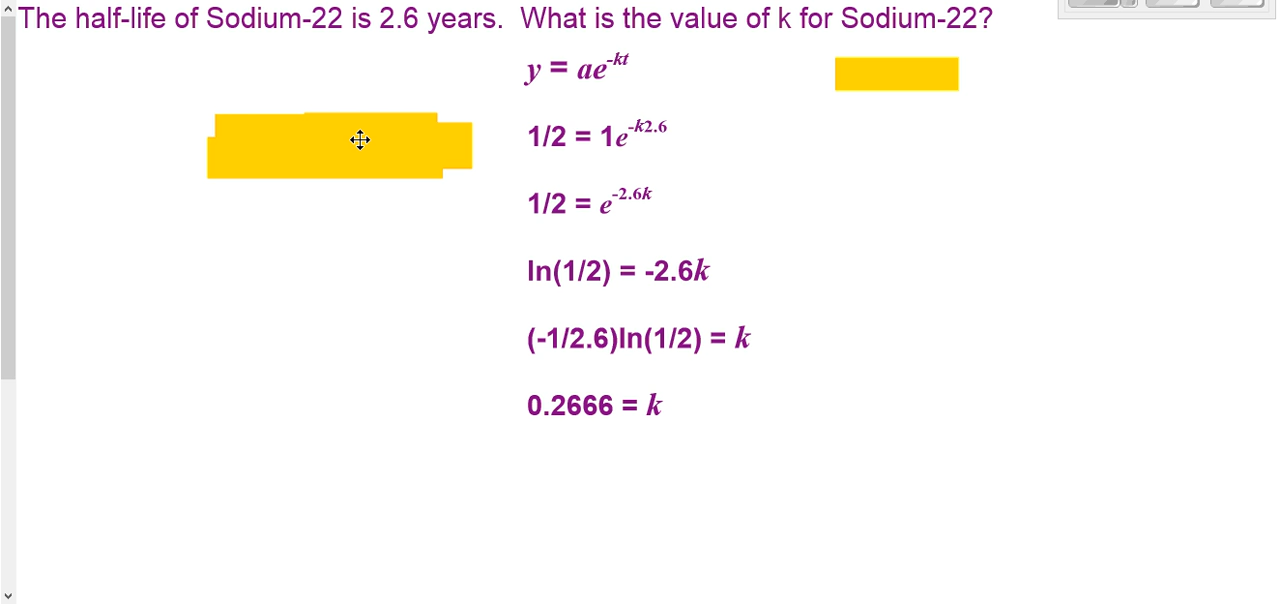 The half-life of Sodium-22 is 2.6 years.  What is the value of k for Sodium-22?
y = ae^-kt
1/2 = 1e^-k2.6
1/2 = e^-2.6k
ln(1/2) = -2.6k
(-1/2.6)ln(1/2) = k
0.2666 = k